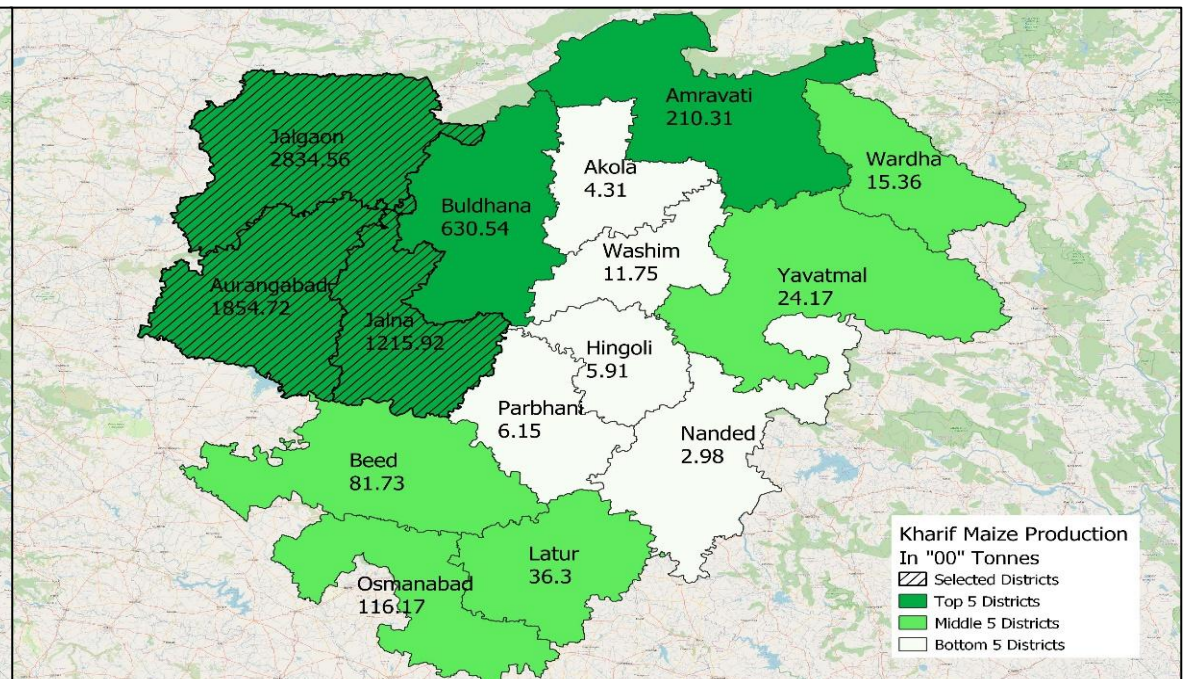 Amravati
210.31
Jalgaon
2834.56
Wardha
15.36
Akola
4.31
Buldhana
630.54
Washim
11.75
Yavatmal
24.17
Aurangabad
1854.72
Jalna
1215.92
Hingoli
5.91
Parbhani
6.15
Nanded
2.98
Beed
81.73
Latur
36.3
Osmanabad
116.17
Kharif Maize Production
In "00" Tonnes
Selected Districts
Top 5 Districts
Middle 5 Districts
Bottom 5 Districts